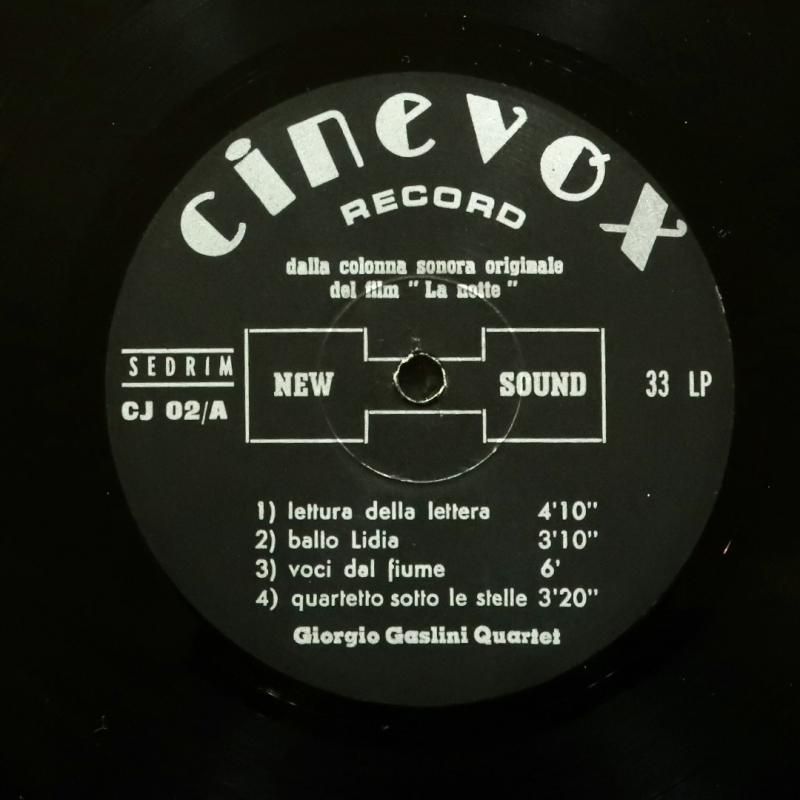 cinevox
RECORD
dalla colonna sonora originale
del film " La notte "
SEDRIM
CJ 02/A
NEW SOUND
33 LP
1) lettura della lettera 4'10"
2) ballo Lidia 3'10"
3) voci dal fiume 6'
4) quartetto sotto le stelle 3'20"
Giorgio Gaslini Quartet